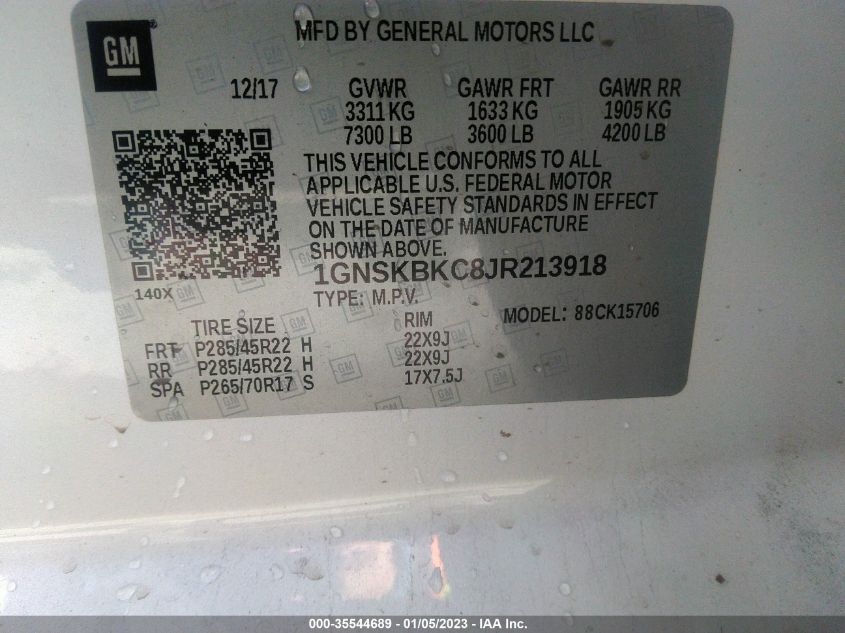 GM
MFD BY GENERAL MOTORS LLC
12/17 GVWR GAWR FRT GAWR RR
3311 KG 1633 KG 1905 KG
7300 LB 3600 LB 4200 LB
THIS VEHICLE CONFORMS TO ALL
APPLICABLE U.S. FEDERAL MOTOR
VEHICLE SAFETY STANDARDS IN EFFECT
ON THE DATE OF MANUFACTURE
SHOWN ABOVE.
1GNSKBKC8JR213918
140X
TYPE: M.P.V. MODEL: 88CK15706
TIRE SIZE RIM
FRT P285/45R22 H 22X9J
RR P285/45R22 H 22X9J
SPA P265/70R17 S 17X7.5J
000-35544689 - 01/05/2023 - © IAA Inc.